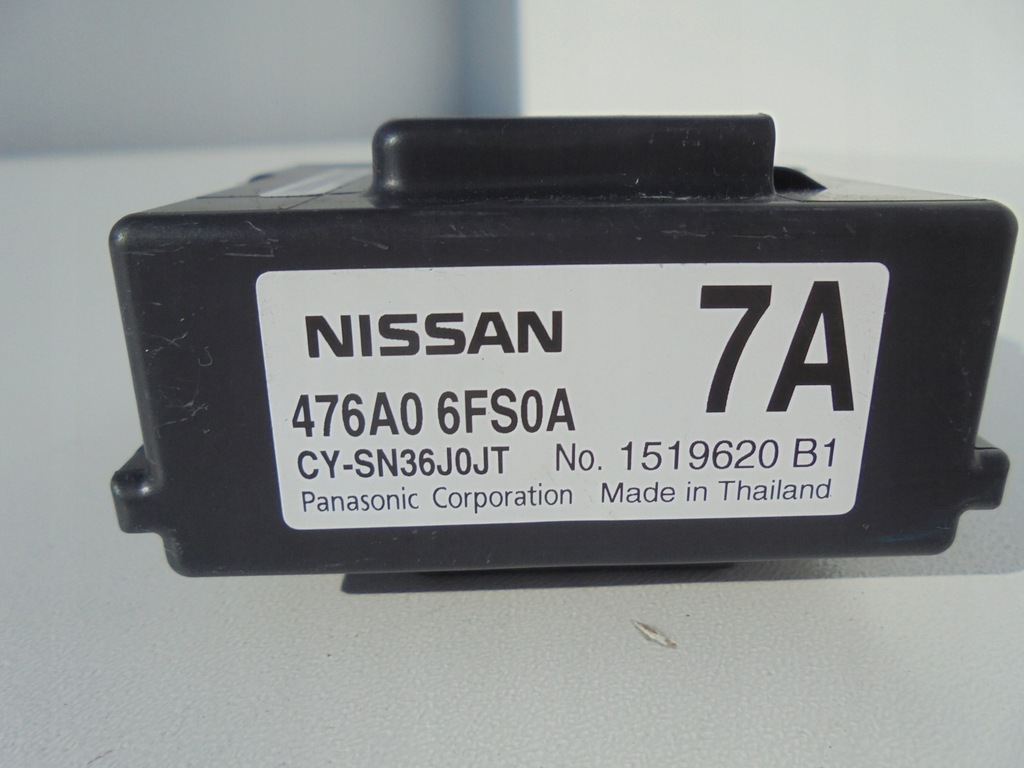 NISSAN 7A
476A0 6FS0A
CY-SN36J0JT No. 1519620 B1
Panasonic Corporation Made in Thailand